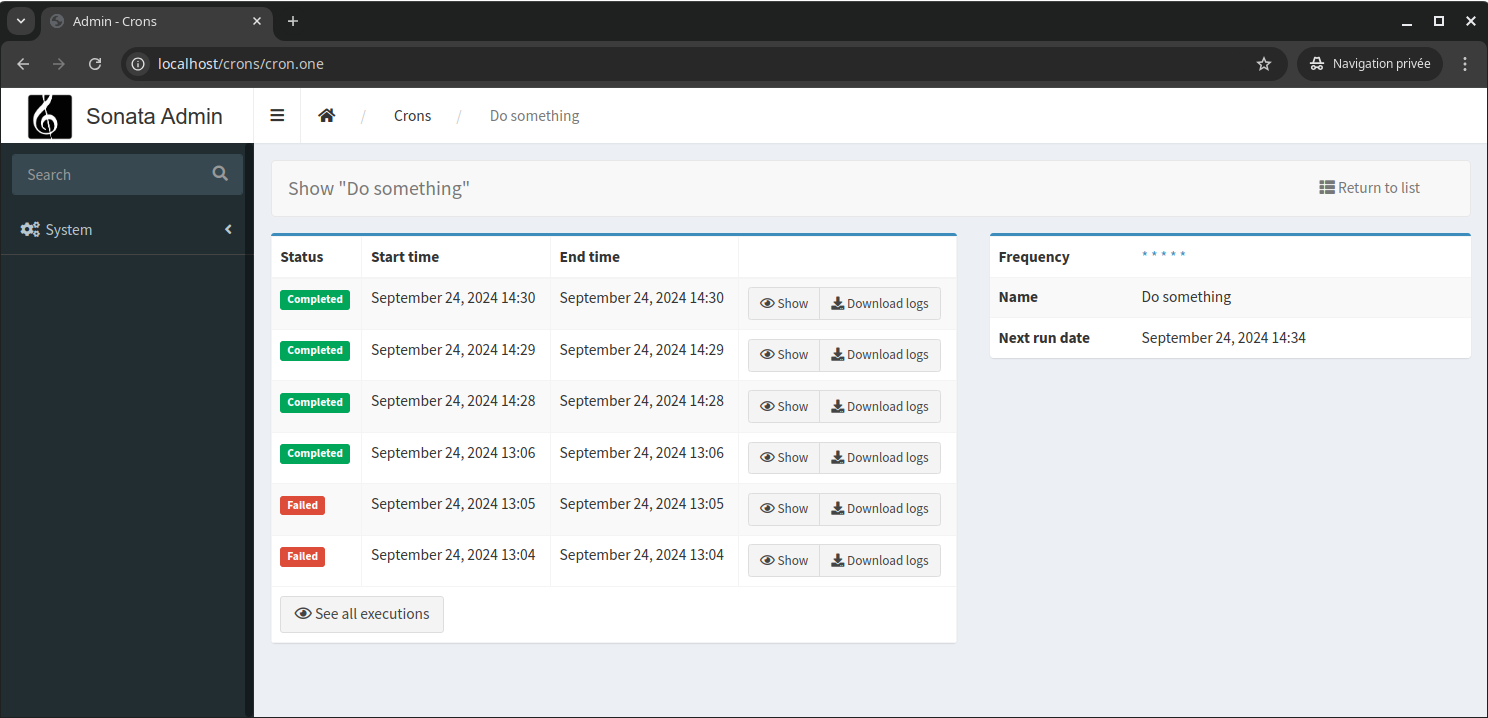 Admin - Crons
localhost/crons/cron.one
Navigation privée
Sonata Admin
/ Crons / Do something
Search
System
Show "Do something"
Return to list
Status Start time End time
Completed September 24, 2024 14:30 September 24, 2024 14:30 Show Download logs
Completed September 24, 2024 14:29 September 24, 2024 14:29 Show Download logs
Completed September 24, 2024 14:28 September 24, 2024 14:28 Show Download logs
Completed September 24, 2024 13:06 September 24, 2024 13:06 Show Download logs
Failed September 24, 2024 13:05 September 24, 2024 13:05 Show Download logs
Failed September 24, 2024 13:04 September 24, 2024 13:04 Show Download logs
See all executions
Frequency * * * * *
Name Do something
Next run date September 24, 2024 14:34